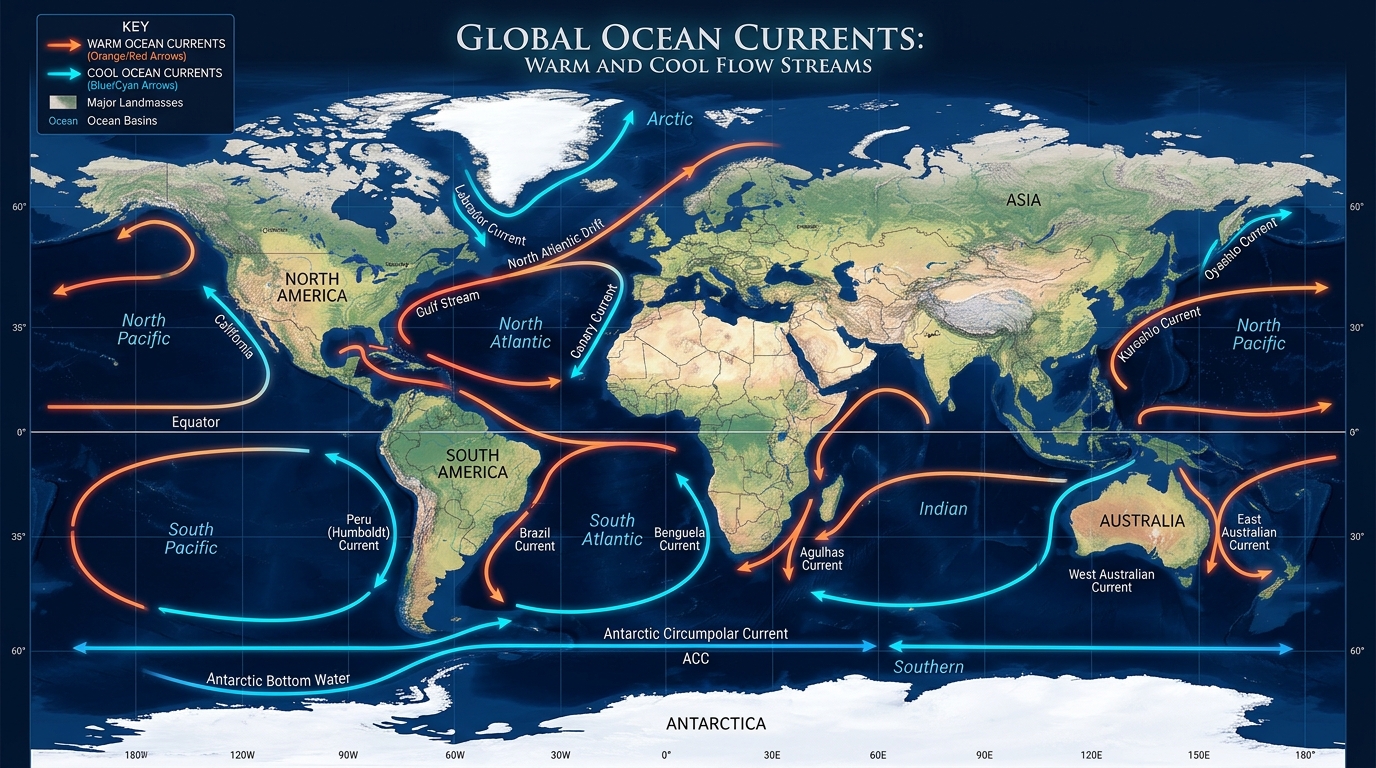 GLOBAL OCEAN CURRENTS:
WARM AND COOL FLOW STREAMS
KEY
WARM OCEAN CURRENTS
(Orange/Red Arrows)
COOL OCEAN CURRENTS
(Blue/Cyan Arrows)
Major Landmasses
Ocean
Ocean Basins
Arctic
60°
60°
ASIA
Labrador Current
North Atlantic Drift
Oyashio Current
NORTH
AMERICA
Gulf Stream
Canary Current
North
Pacific
California
North
Atlantic
Kuroshio Current
North
Pacific
35°
30°
Equator
0°
0°
SOUTH
AMERICA
South
Pacific
Peru
(Humboldt)
Current
Brazil
Current
South
Atlantic
Benguela
Current
Agulhas
Current
Indian
AUSTRALIA
East
Australian
Current
West Australian
Current
35°
30°
Antarctic Circumpolar Current
ACC
Southern
60°
60°
Antarctic Bottom Water
ANTARCTICA
180W
120W
90W
60W
30W
0°
30E
60E
90E
120E
150E
180°